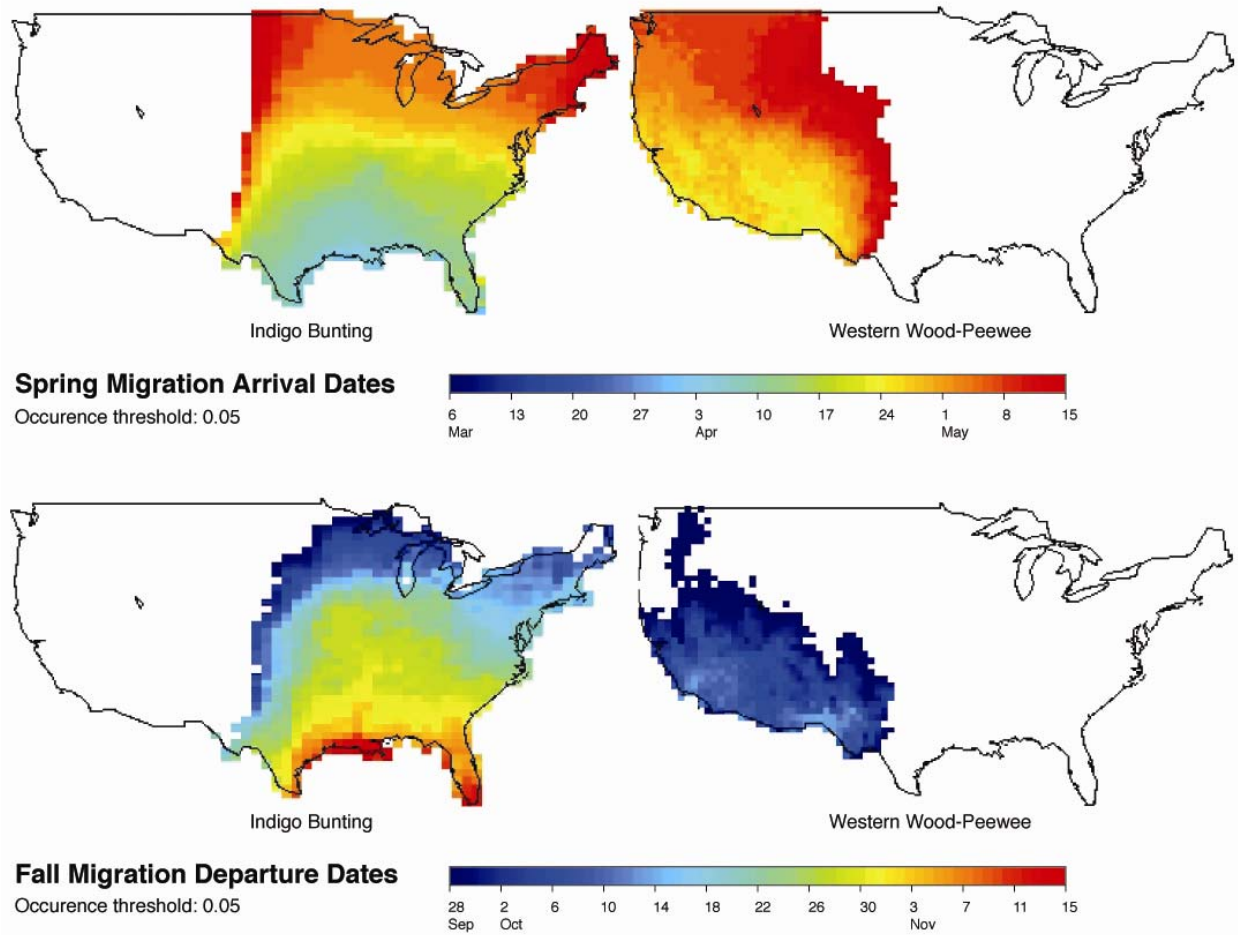 Indigo Bunting
Western Wood-Peewee
Spring Migration Arrival Dates
Occurence threshold: 0.05
6 13 20 27 3 10 17 24 1 8 15
Mar Apr May
Indigo Bunting
Western Wood-Peewee
Fall Migration Departure Dates
Occurence threshold: 0.05
28 2 6 10 14 18 22 26 30 3 7 11 15
Sep Oct Nov